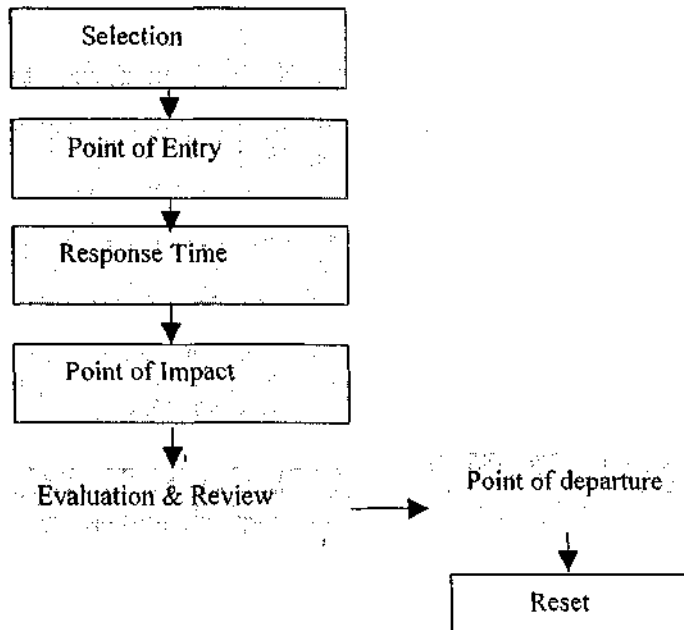 Selection
Point of Entry
Response Time
Point of Impact
Evaluation & Review
Point of departure
Reset